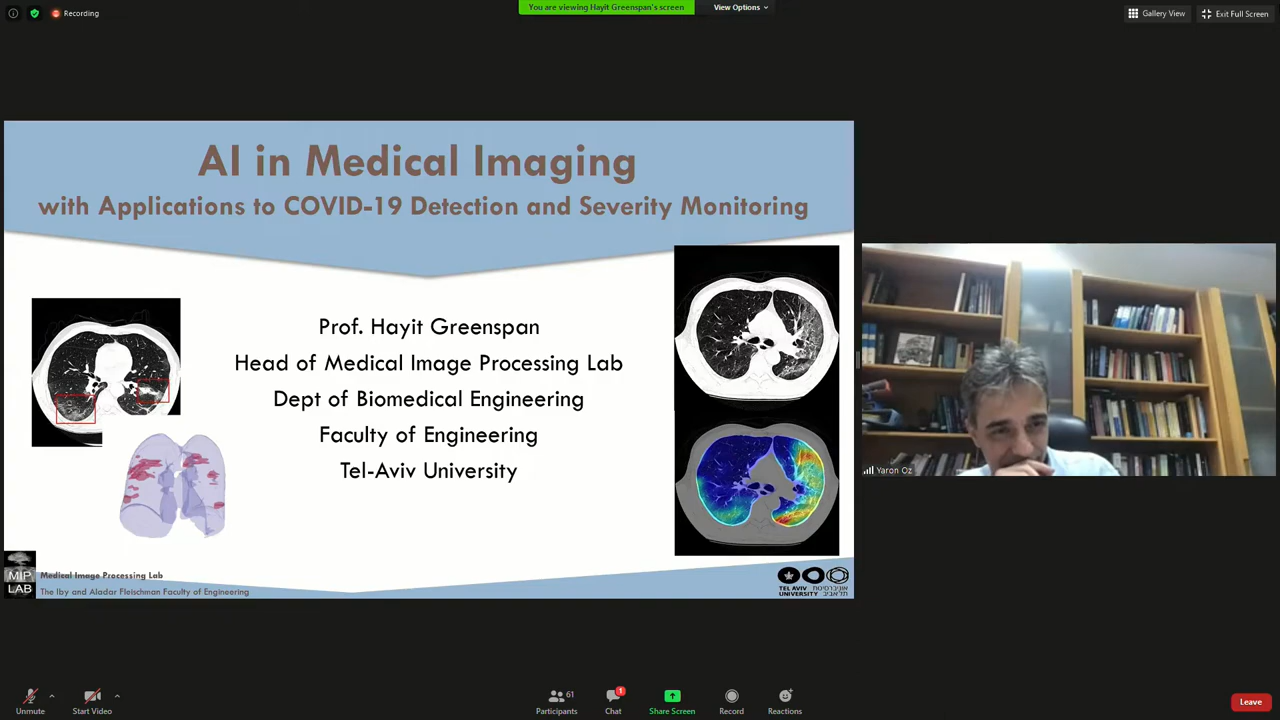 Recording
You are viewing Hayit Greenspan's screen
View Options
Gallery View
Exit Full Screen
AI in Medical Imaging
with Applications to COVID-19 Detection and Severity Monitoring
Prof. Hayit Greenspan
Head of Medical Image Processing Lab
Dept of Biomedical Engineering
Faculty of Engineering
Tel-Aviv University
MIP
LAB
Medical Image Processing Lab
The Iby and Aladar Fleischman Faculty of Engineering
TEL AVIV אוניברסיטת
UNIVERSITY תל אביב
Yaron Oz
Unmute
Start Video
61
Participants
1
Chat
Share Screen
Record
Reactions
Leave